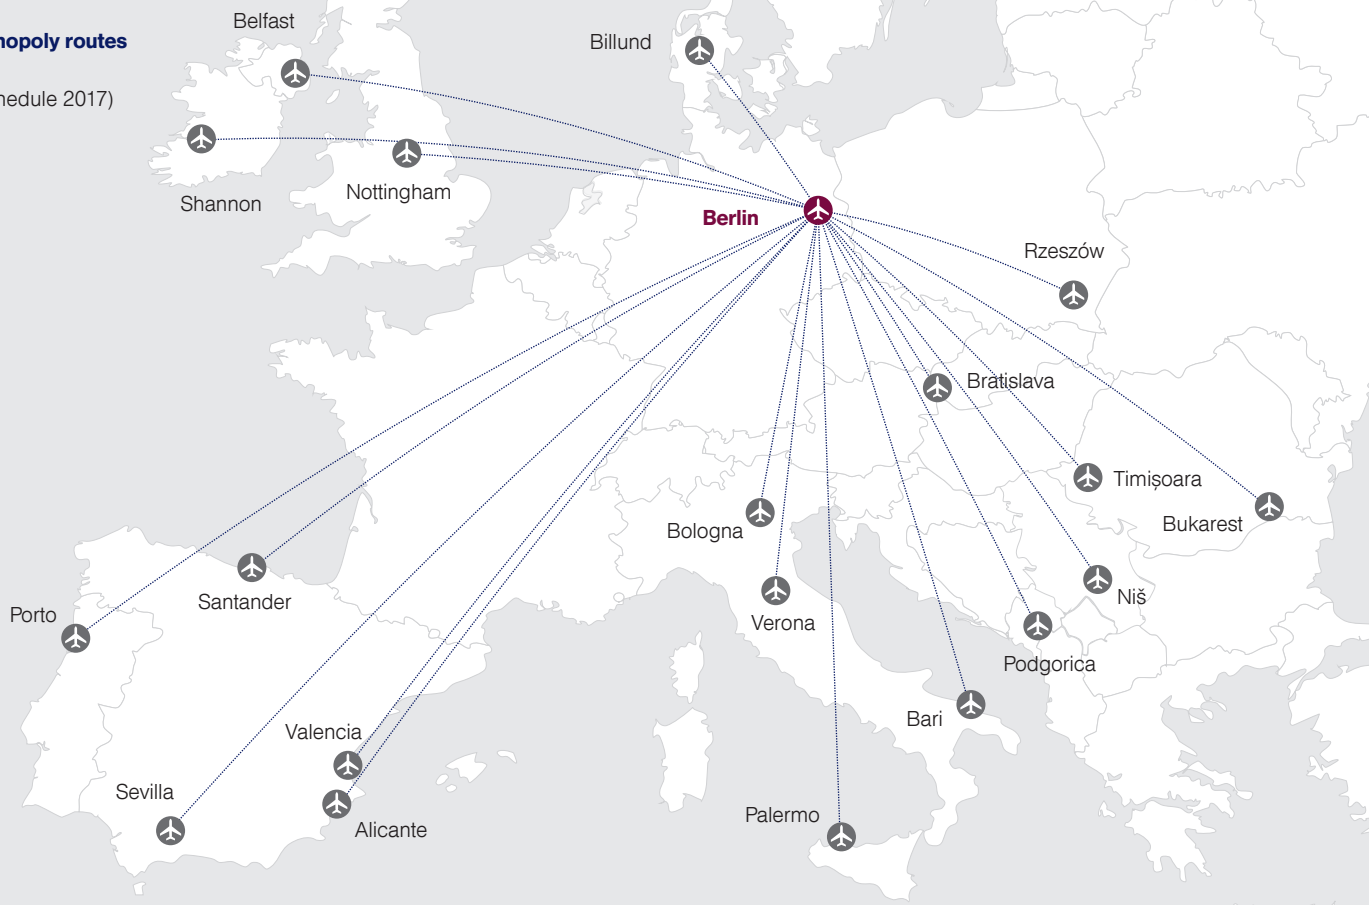 Belfast
nopoly routes
Billund
nedule 2017)
Shannon
Nottingham
Berlin
Rzeszów
Bratislava
Timișoara
Bukarest
Bologna
Niš
Santander
Porto
Verona
Podgorica
Bari
Valencia
Sevilla
Alicante
Palermo